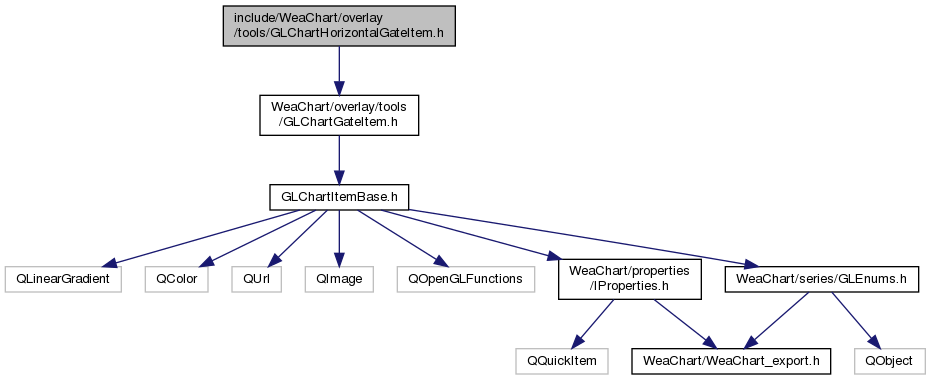 include/WeaChart/overlay
/tools/GLChartHorizontalGateItem.h
WeaChart/overlay/tools
/GLChartGateItem.h
GLChartItemBase.h
QLinearGradient
QColor
QUrl
QImage
QOpenGLFunctions
WeaChart/properties
/IProperties.h
WeaChart/series/GLEnums.h
QQuickItem
WeaChart/WeaChart_export.h
QObject